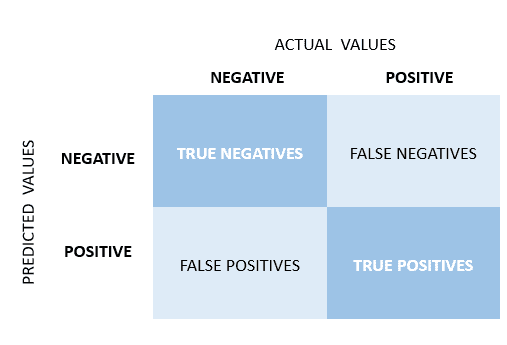 ACTUAL VALUES
NEGATIVE POSITIVE
PREDICTED VALUES
NEGATIVE TRUE NEGATIVES FALSE NEGATIVES
POSITIVE FALSE POSITIVES TRUE POSITIVES